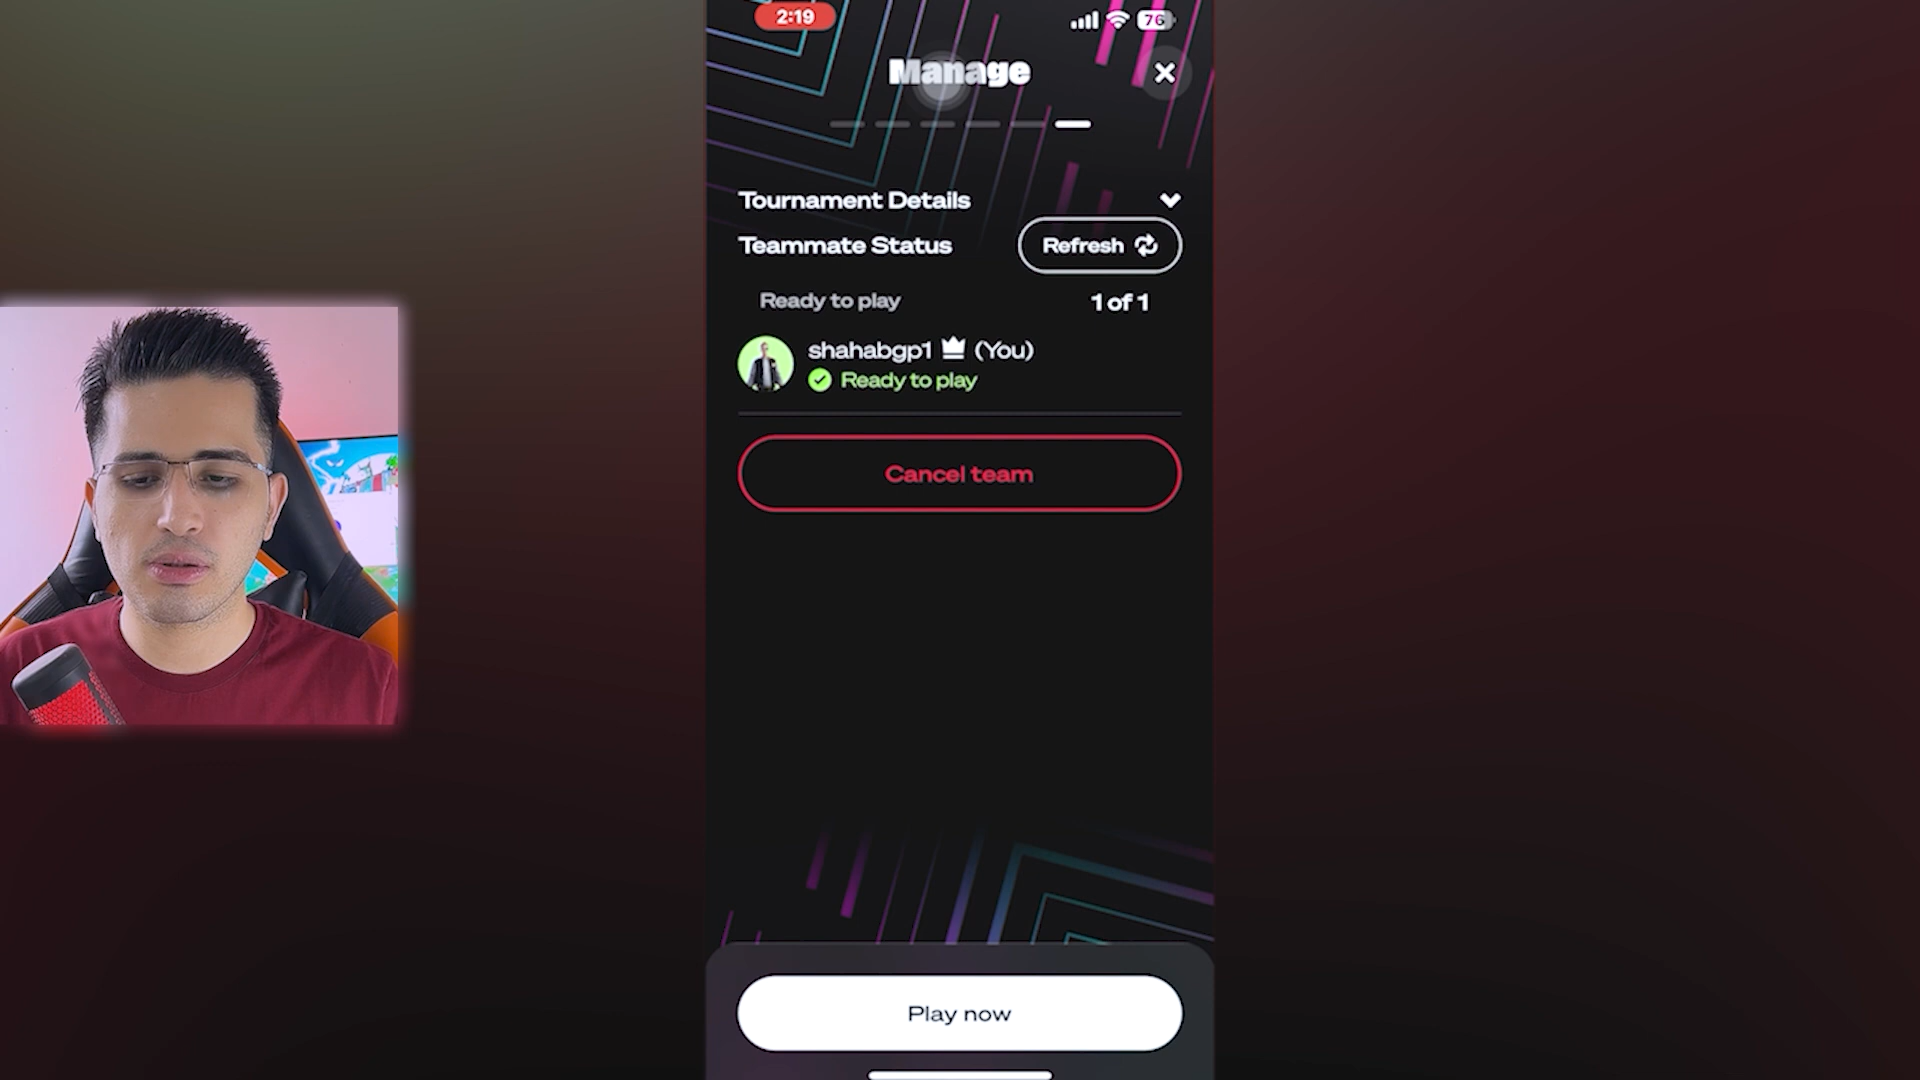 2:19
76
Manage
Tournament Details
Teammate Status
Refresh
Ready to play
1 of 1
shahabgp1 (You)
Ready to play
Cancel team
Play now